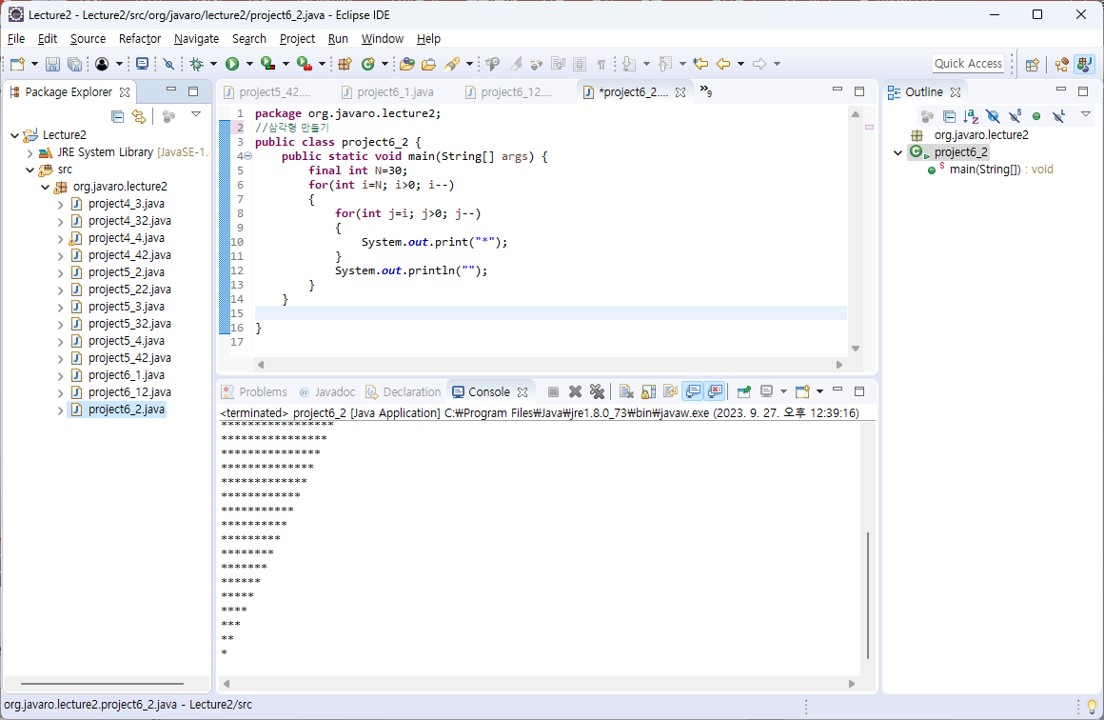 Lecture2 - Lecture2/src/org/javaro/lecture2/project6_2.java - Eclipse IDE
File Edit Source Refactor Navigate Search Project Run Window Help
Quick Access
Package Explorer
Lecture2
JRE System Library [JavaSE-1.
src
org.javaro.lecture2
project4_3.java
project4_32.java
project4_4.java
project4_42.java
project5_2.java
project5_22.java
project5_3.java
project5_32.java
project5_4.java
project5_42.java
project6_1.java
project6_12.java
project6_2.java
project5_42.... project6_1.java project6_12.... *project6_2.... »9
1 package org.javaro.lecture2;
2 //삼각형 만들기
3 public class project6_2 {
4 public static void main(String[] args) {
5 final int N=30;
6 for(int i=N; i>0; i--)
7 {
8 for(int j=i; j>0; j--)
9 {
10 System.out.print("*");
11 }
12 System.out.println("");
13 }
14 }
15
16 }
17
Problems Javadoc Declaration Console
<terminated> project6_2 [Java Application] C:₩Program Files₩Java₩jre1.8.0_73₩bin₩javaw.exe (2023. 9. 27. 오후 12:39:16)
*****************
****************
***************
**************
*************
************
***********
**********
*********
********
*******
******
*****
****
***
**
*
Outline
org.javaro.lecture2
project6_2
main(String[]) : void
org.javaro.lecture2.project6_2.java - Lecture2/src